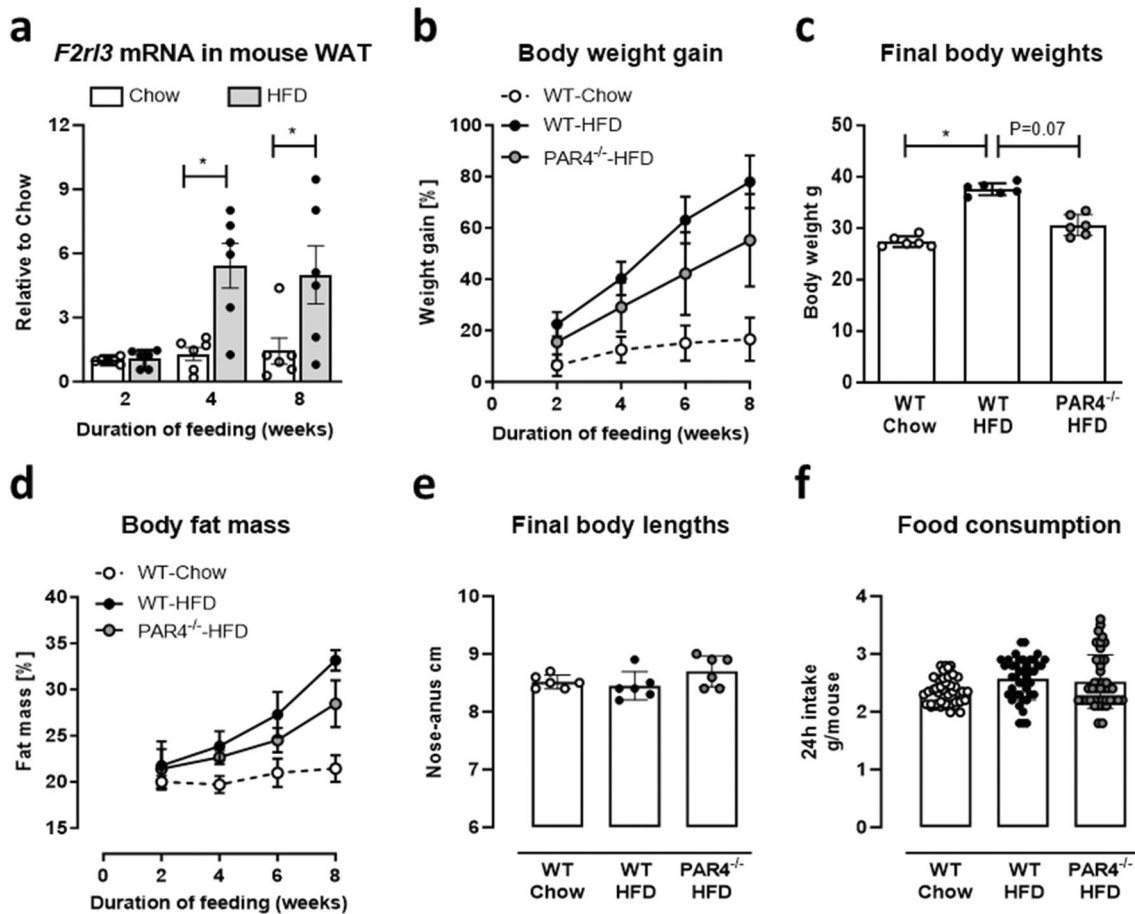 a
F2rl3 mRNA in mouse WAT
Chow HFD
Relative to Chow
12
9
6
3
0
* *
2 4 8
Duration of feeding (weeks)
b
Body weight gain
WT-Chow
WT-HFD
PAR4-/--HFD
Weight gain [%]
100
80
60
40
20
0
0 2 4 6 8
Duration of feeding (weeks)
c
Final body weights
* P=0.07
Body weight g
50
40
30
20
10
0
WT Chow
WT HFD
PAR4-/- HFD
d
Body fat mass
WT-Chow
WT-HFD
PAR4-/--HFD
Fat mass [%]
40
35
30
25
20
15
0 2 4 6 8
Duration of feeding (weeks)
e
Final body lengths
Nose-anus cm
10
9
8
7
6
WT Chow
WT HFD
PAR4-/- HFD
f
Food consumption
24h intake
g/mouse
4
3
2
1
0
WT Chow
WT HFD
PAR4-/- HFD